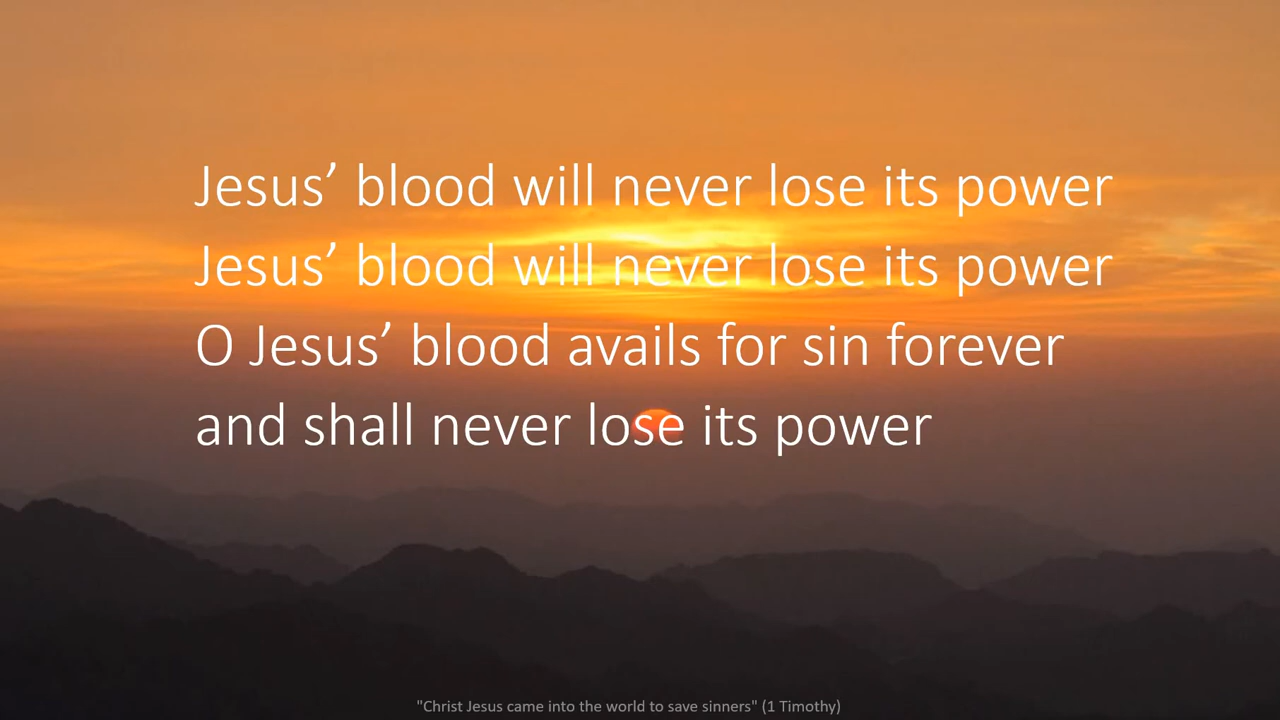 Jesus’ blood will never lose its power
Jesus’ blood will never lose its power
O Jesus’ blood avails for sin forever
and shall never lose its power
"Christ Jesus came into the world to save sinners" (1 Timothy)